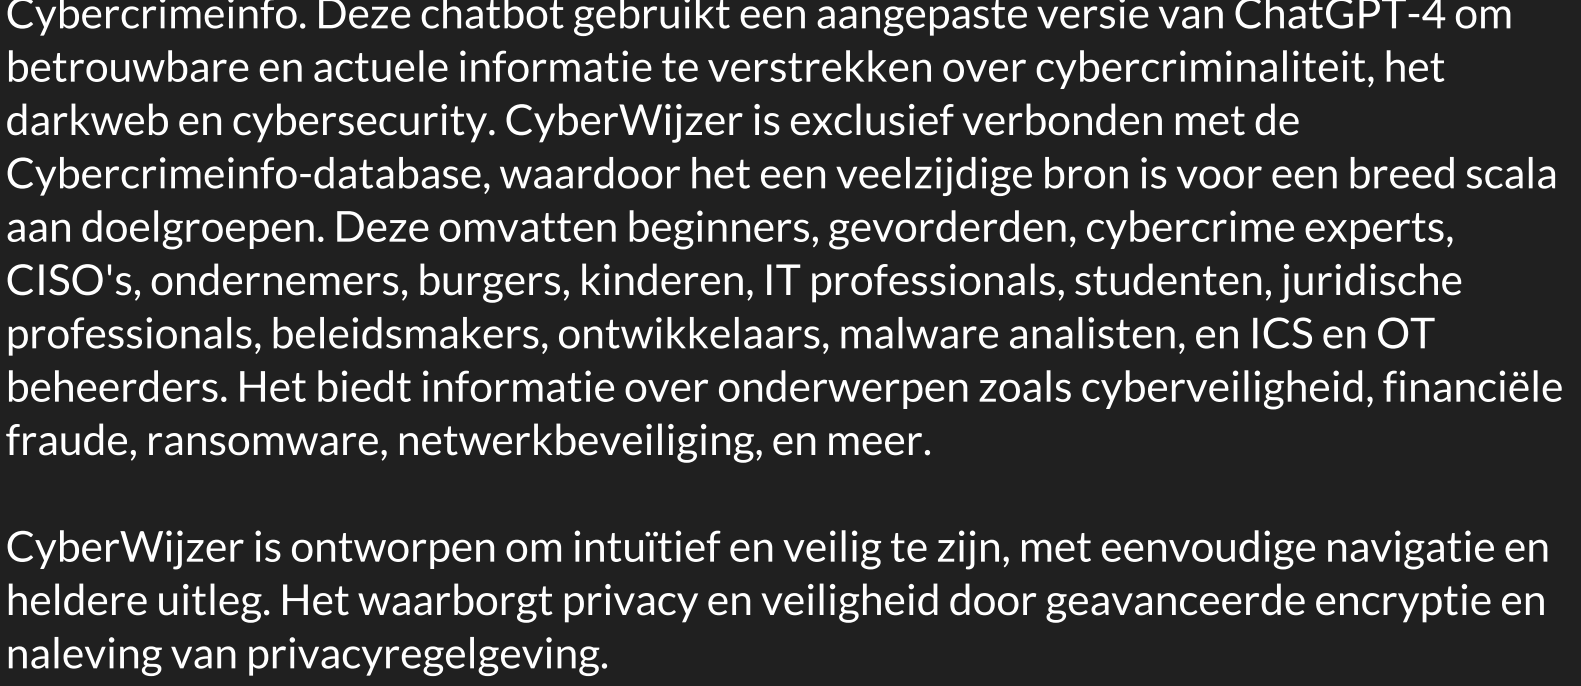 Cybercrimeinfo. Deze chatbot gebruikt een aangepaste versie van ChatGPT-4 om
betrouwbare en actuele informatie te verstrekken over cybercriminaliteit, het
darkweb en cybersecurity. CyberWijzer is exclusief verbonden met de
Cybercrimeinfo-database, waardoor het een veelzijdige bron is voor een breed scala
aan doelgroepen. Deze omvatten beginners, gevorderden, cybercrime experts,
CISO's, ondernemers, burgers, kinderen, IT professionals, studenten, juridische
professionals, beleidsmakers, ontwikkelaars, malware analisten, en ICS en OT
beheerders. Het biedt informatie over onderwerpen zoals cyberveiligheid, financiële
fraude, ransomware, netwerkbeveiliging, en meer.
CyberWijzer is ontworpen om intuïtief en veilig te zijn, met eenvoudige navigatie en
heldere uitleg. Het waarborgt privacy en veiligheid door geavanceerde encryptie en
naleving van privacyregelgeving.